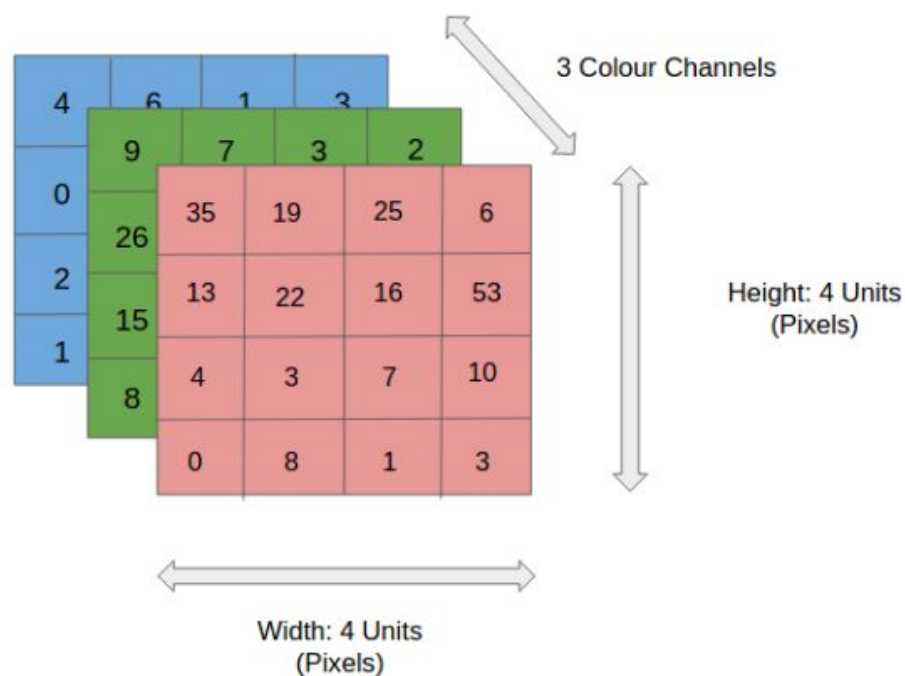 3 Colour Channels
4 6 1 3
9 7 3 2
0
35 19 25 6
26
2
13 22 16 53
15
1
4 3 7 10
8
0 8 1 3
Height: 4 Units
(Pixels)
Width: 4 Units
(Pixels)